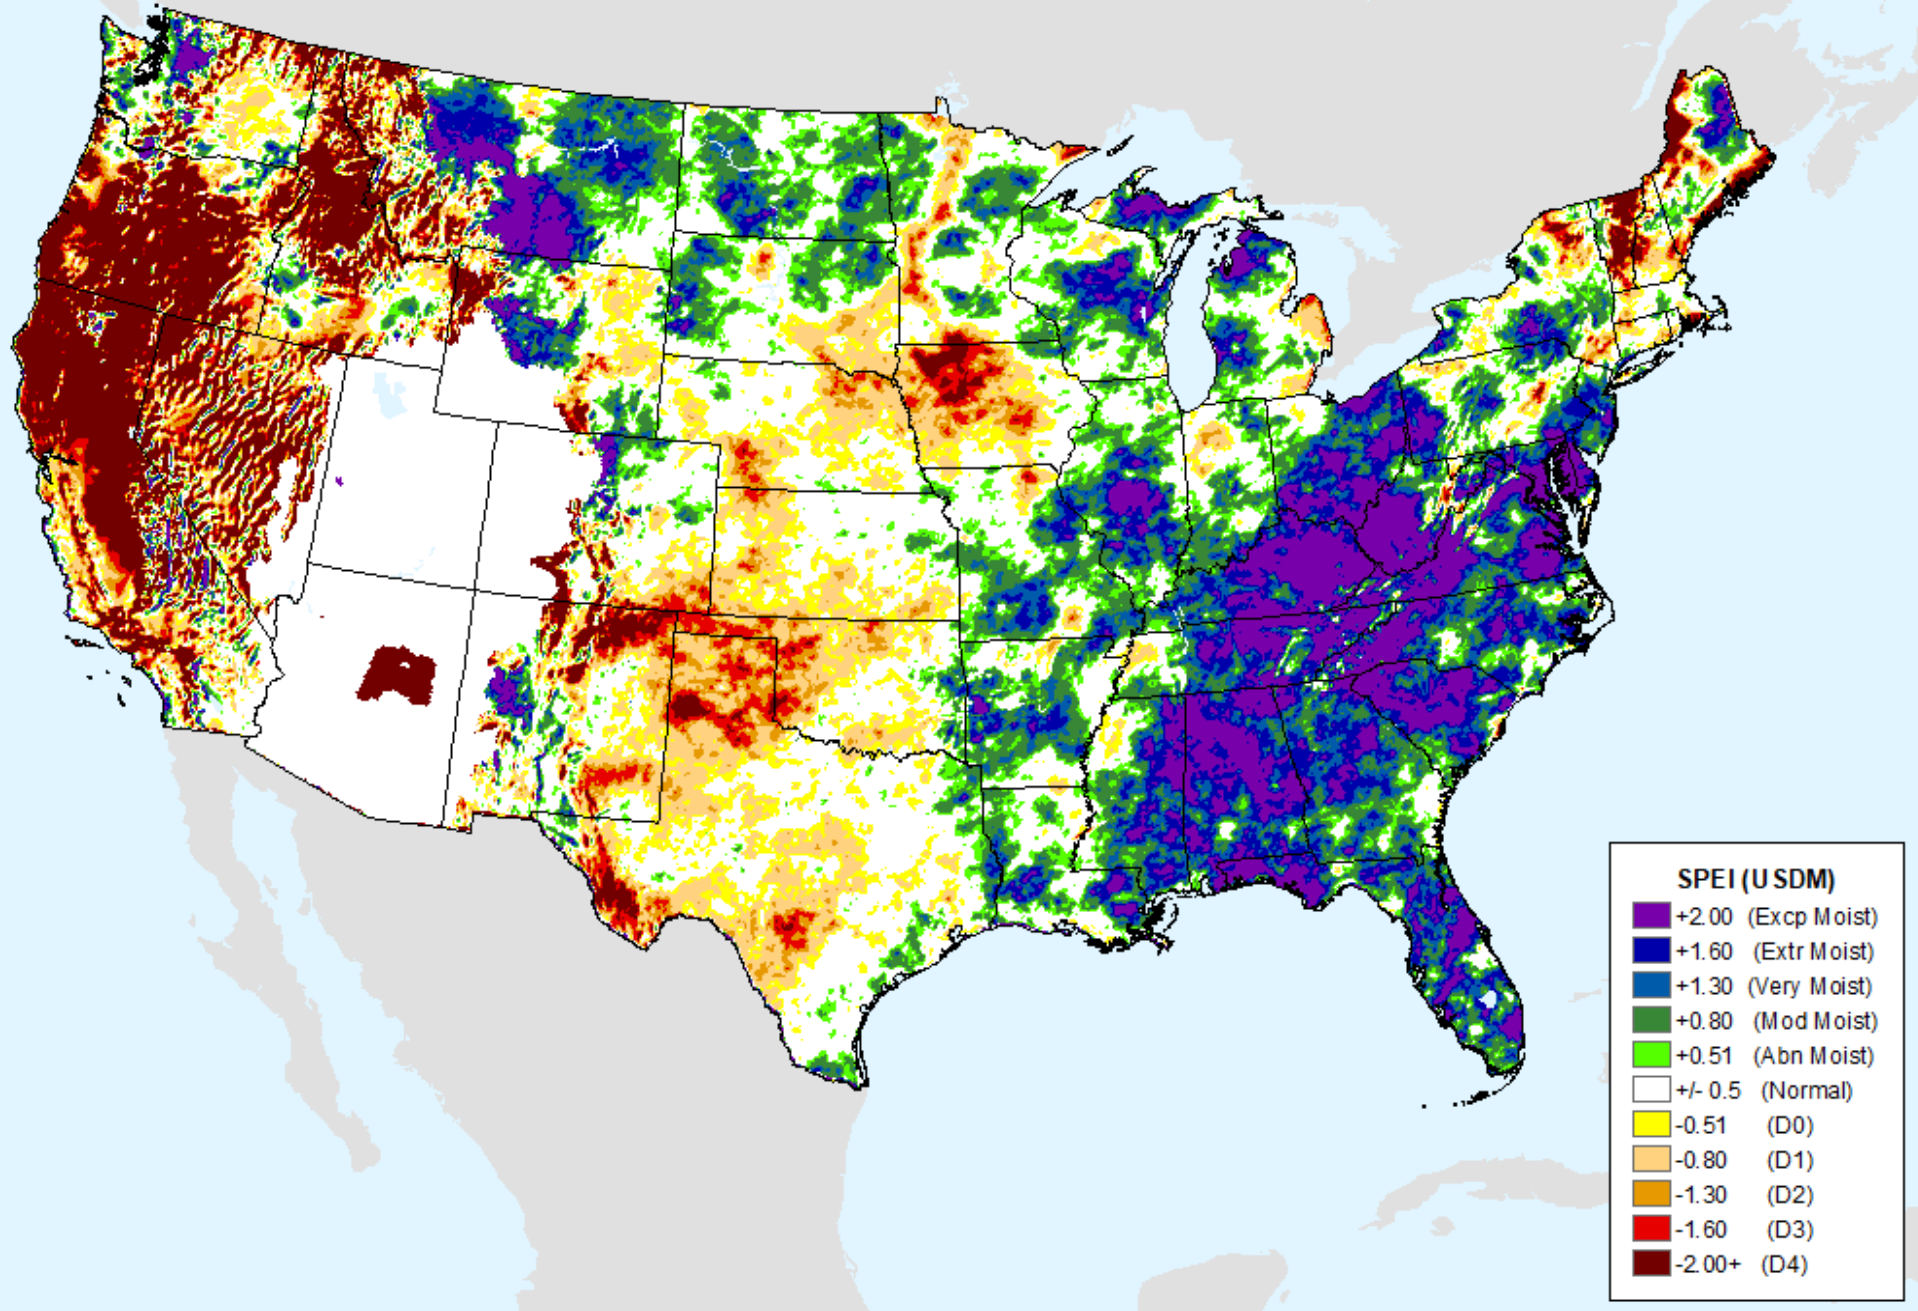 SPEI (USDM)
+2.00 (Excp Moist)
+1.60 (Extr Moist)
+1.30 (Very Moist)
+0.80 (Mod Moist)
+0.51 (Abn Moist)
+/- 0.5 (Normal)
-0.51 (D0)
-0.80 (D1)
-1.30 (D2)
-1.60 (D3)
-2.00+ (D4)